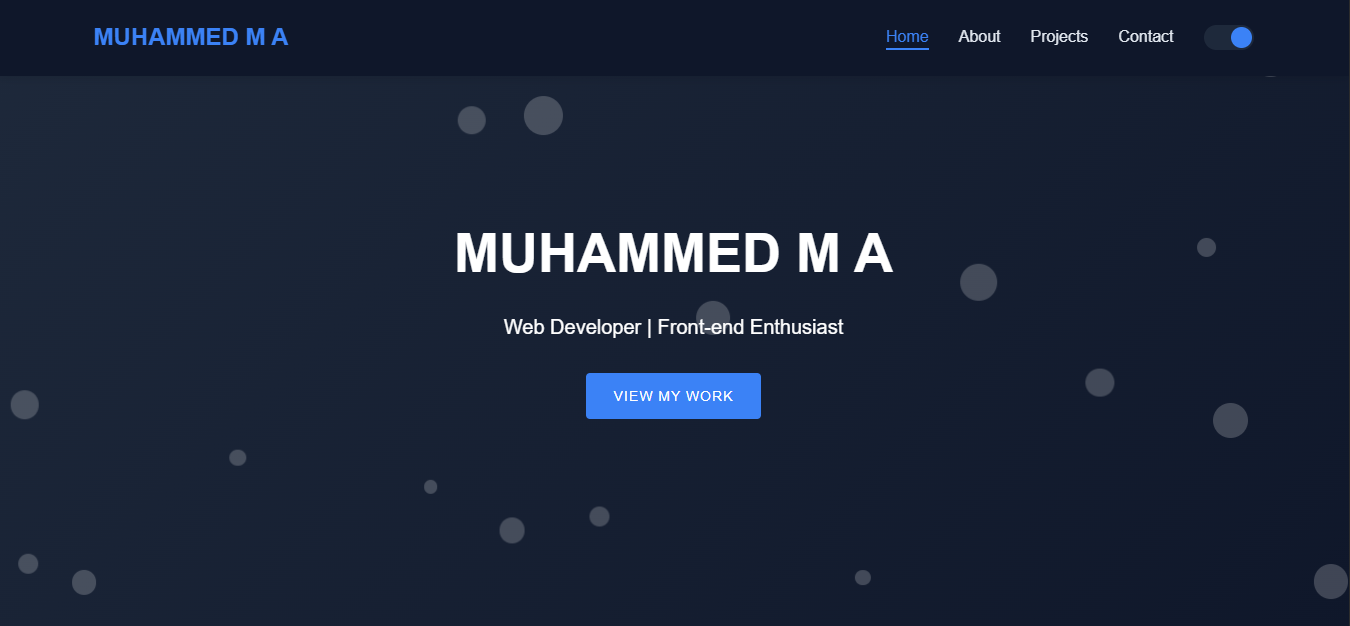 MUHAMMED M A
Home About Projects Contact
MUHAMMED M A
Web Developer | Front-end Enthusiast
VIEW MY WORK